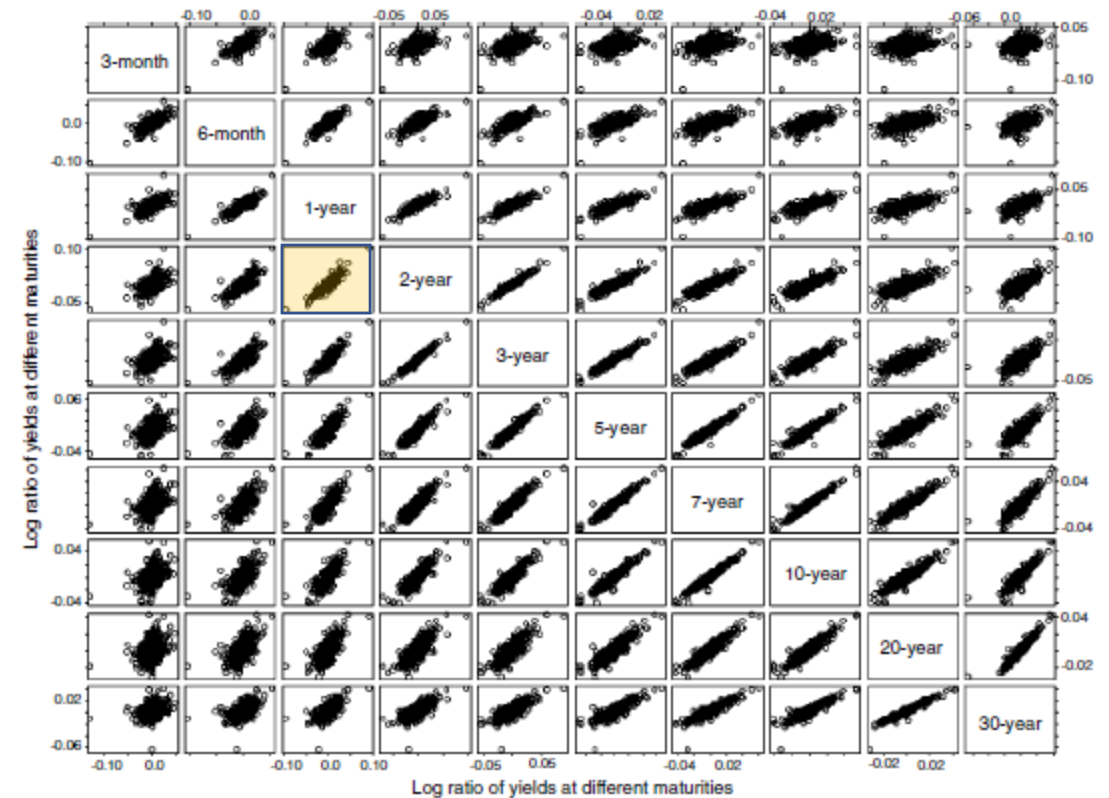 -0.10 0.0 -0.05 0.05 -0.04 0.02 -0.04 0.02 -0.06 0.0
3-month 0.05
-0.10
0.0 6-month
-0.10
1-year 0.05
-0.10
0.10 2-year
-0.05
3-year
-0.05
0.06 5-year
-0.04
7-year 0.04
-0.04
0.04 10-year
-0.04
20-year 0.04
-0.02
0.02 30-year
-0.06
-0.10 0.0 -0.10 0.0 0.10 -0.05 0.05 -0.04 0.02 -0.02 0.02
Log ratio of yields at different maturities
Log ratio of yields at different maturities